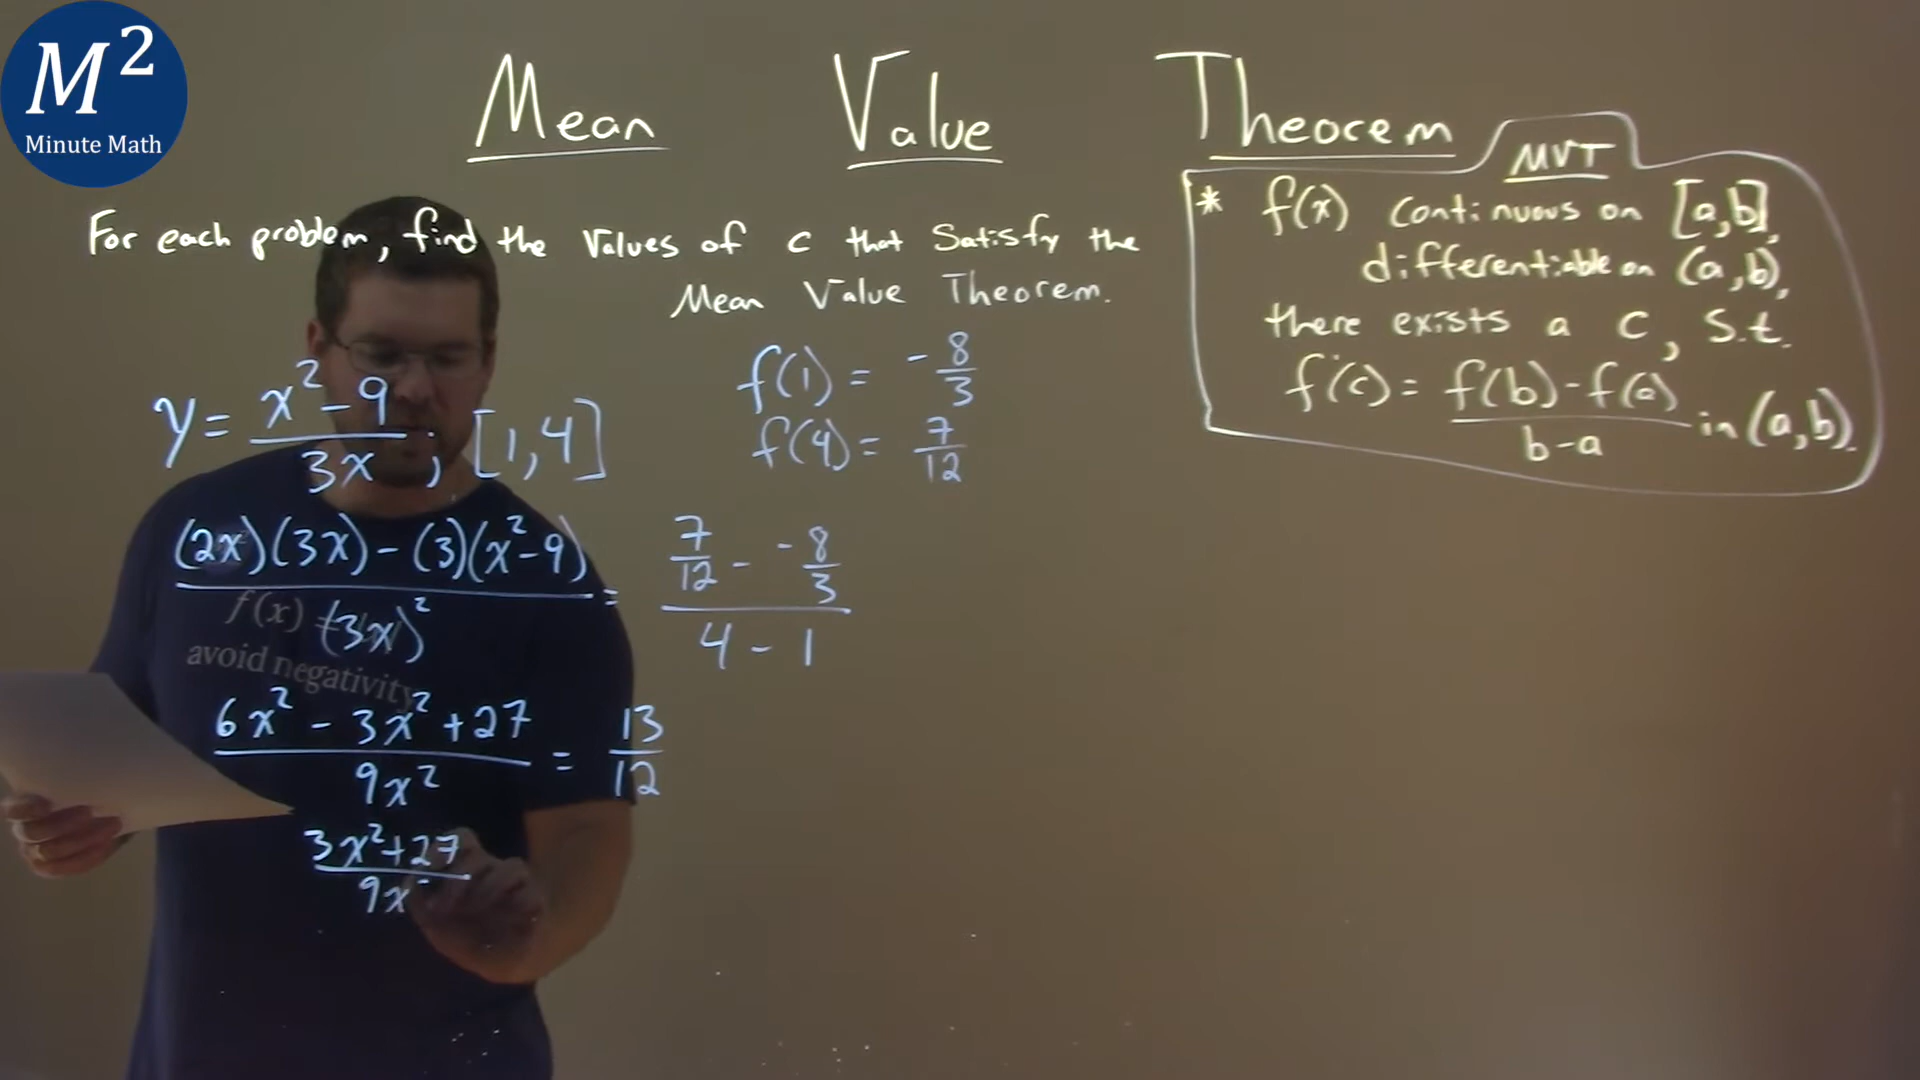 M²
Minute Math
Mean Value Theorem
MVT
* f(x) continuous on [a,b],
differentiable on (a,b),
there exists a c, s.t.
f'(c) = f(b)-f(a) / b-a in (a,b).
For each problem, find the values of c that satisfy the
Mean Value Theorem.
y = x²-9 / 3x ; [1,4]
f(1) = -8/3
f(4) = 7/12
(2x)(3x) - (3)(x²-9) / (3x)² = 7/12 - -8/3 / 4 - 1
f(x)
avoid negativity
6x² - 3x² + 27 / 9x² = 13/12
3x²+27 / 9x